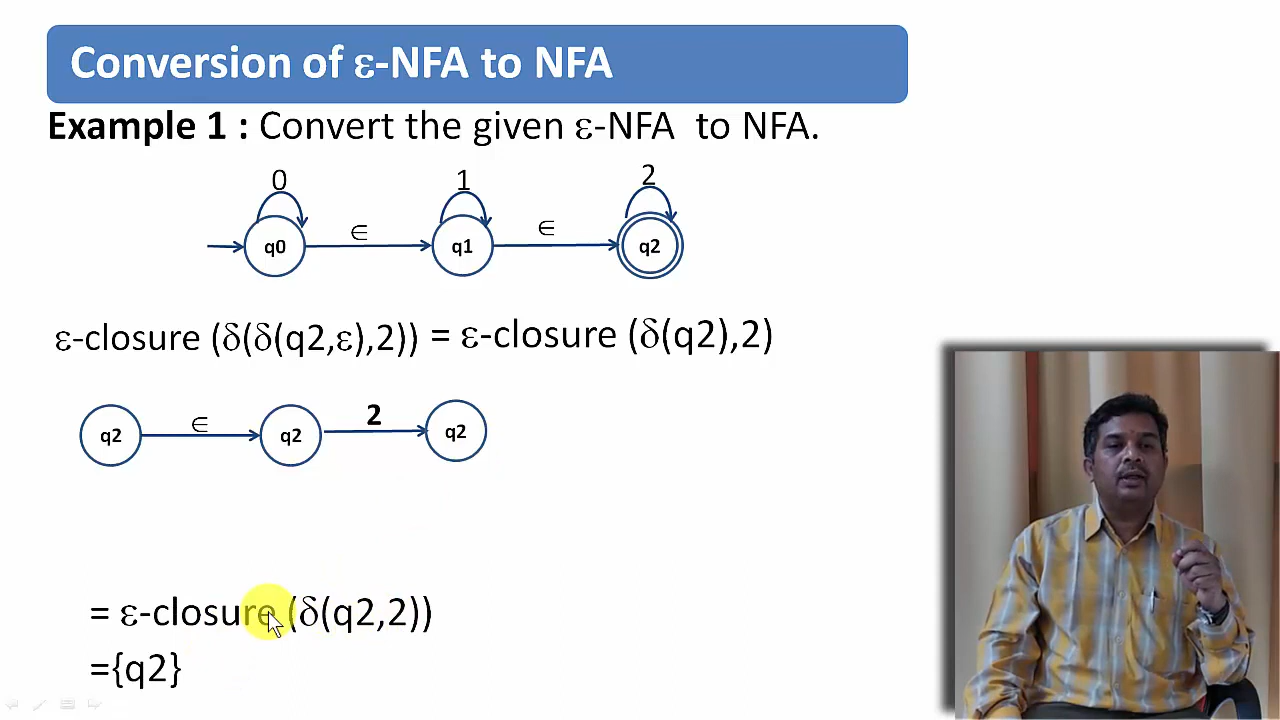 Conversion of ε-NFA to NFA
Example 1 : Convert the given ε-NFA to NFA.
0 1 2
∈ ∈
q0 q1 q2
ε-closure (δ(δ(q2,ε),2)) = ε-closure (δ(q2),2)
∈ 2
q2 q2 q2
= ε-closure (δ(q2,2))
={q2}